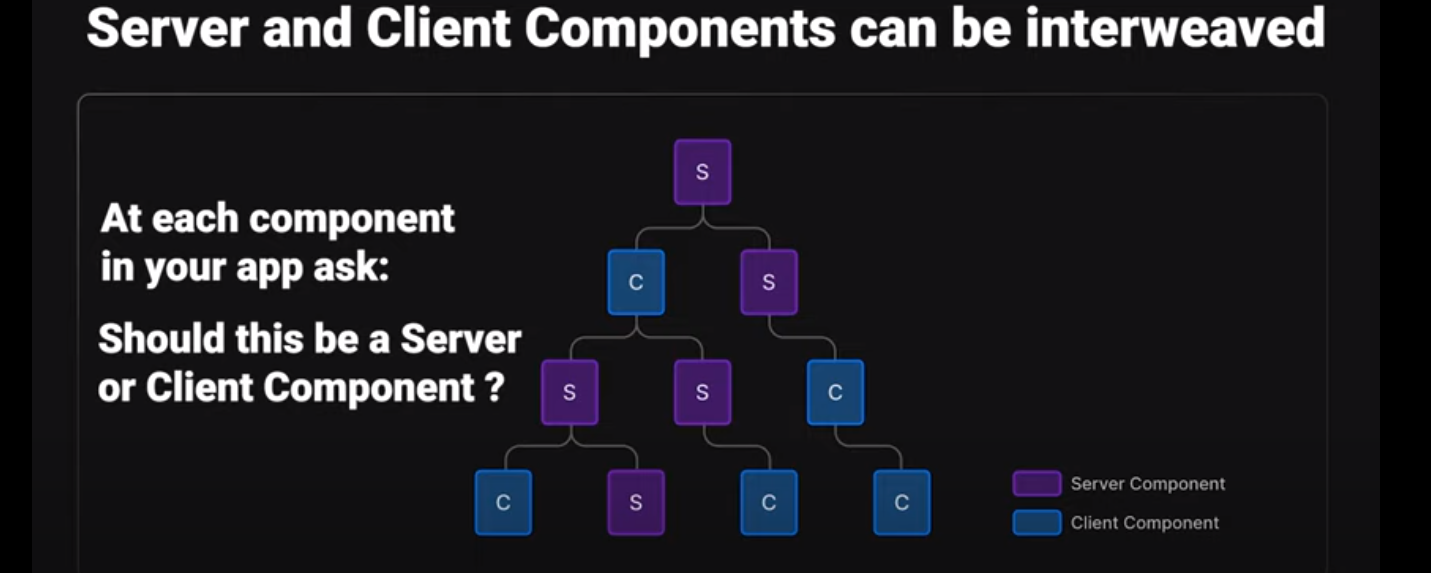 Server and Client Components can be interweaved
At each component
in your app ask:
Should this be a Server
or Client Component ?
S
C
S
S
S
C
C
S
C
C
Server Component
Client Component